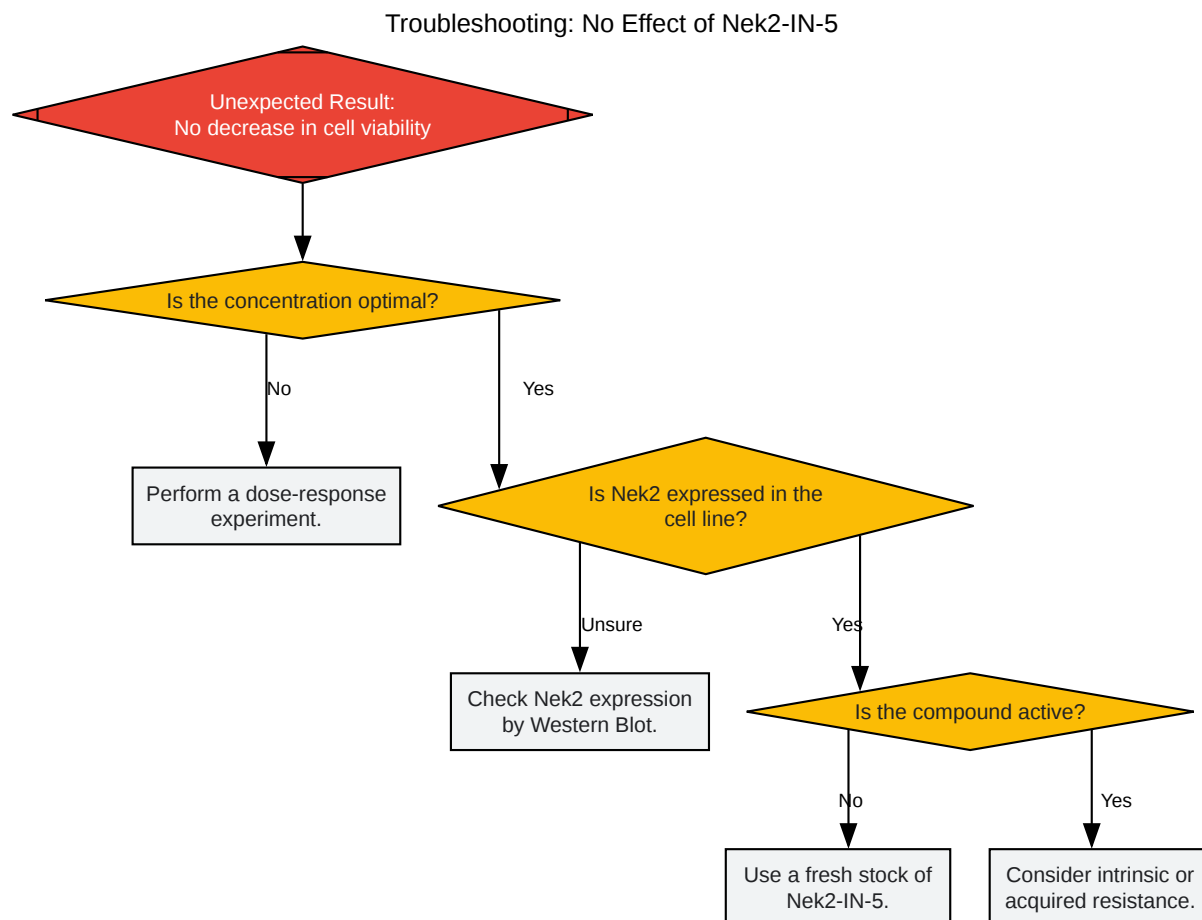 Troubleshooting: No Effect of Nek2-IN-5
Unexpected Result:
No decrease in cell viability
Is the concentration optimal?
No
Yes
Perform a dose-response
experiment.
Is Nek2 expressed in the
cell line?
Unsure
Yes
Check Nek2 expression
by Western Blot.
Is the compound active?
No
Yes
Use a fresh stock of
Nek2-IN-5.
Consider intrinsic or
acquired resistance.